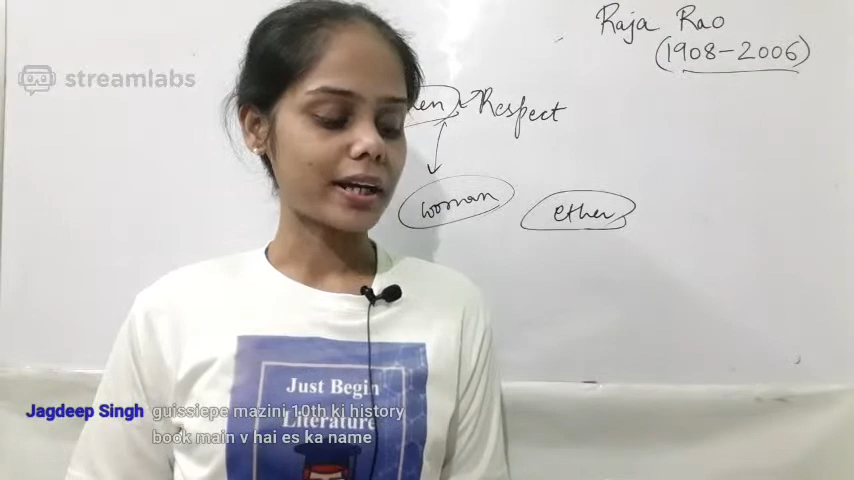 Raja Rao
(1908-2006)
streamlabs
Respect
woman
ether
Just Begin
Literature
Jagdeep Singh guissiepe mazini 10th ki history
book main v hai es ka name